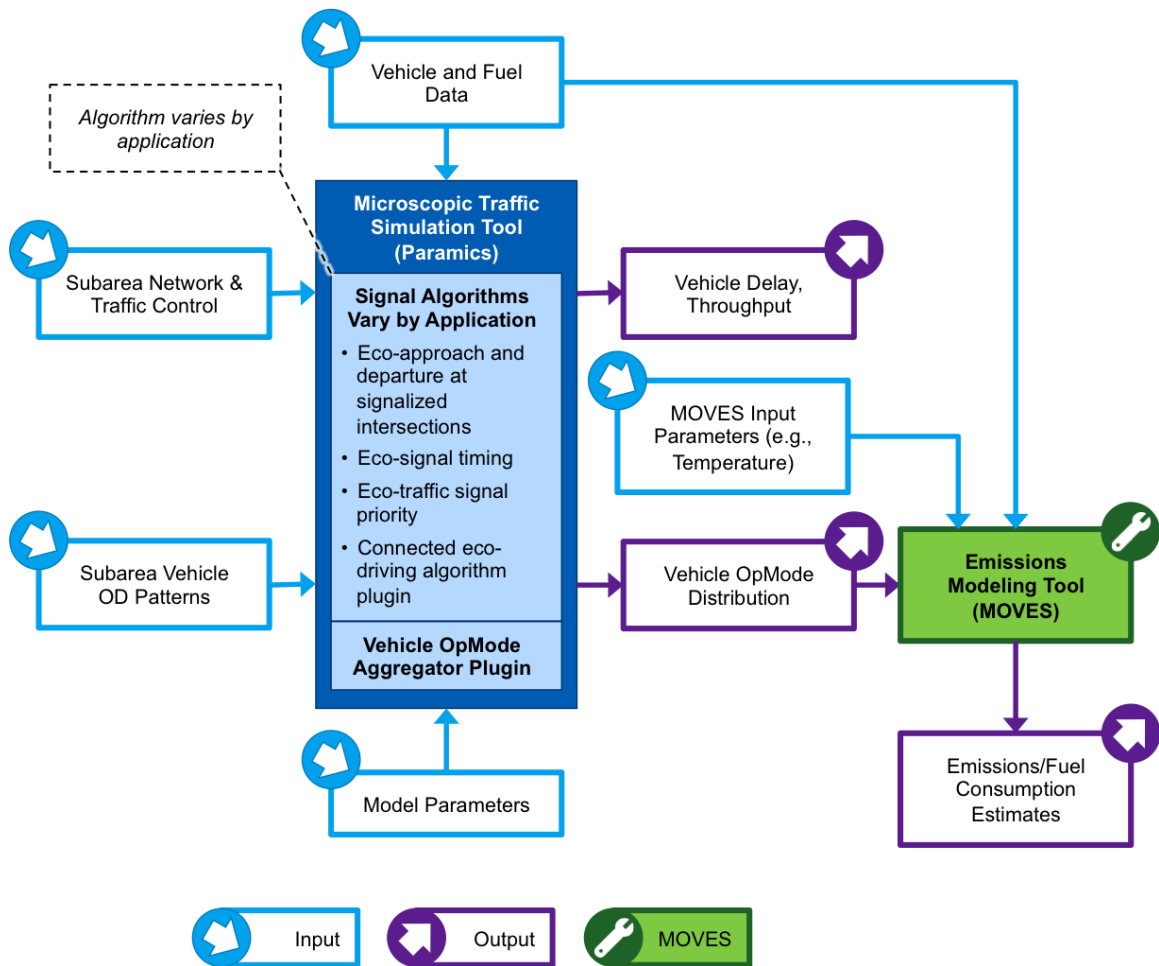 Vehicle and Fuel
Data
Algorithm varies by
application
Microscopic Traffic
Simulation Tool
(Paramics)
Subarea Network &
Traffic Control
Vehicle Delay,
Throughput
Signal Algorithms
Vary by Application
• Eco-approach and
departure at
signalized
intersections
• Eco-signal timing
• Eco-traffic signal
priority
• Connected eco-
driving algorithm
plugin
MOVES Input
Parameters (e.g.,
Temperature)
Subarea Vehicle
OD Patterns
Vehicle OpMode
Distribution
Emissions
Modeling Tool
(MOVES)
Vehicle OpMode
Aggregator Plugin
Model Parameters
Emissions/Fuel
Consumption
Estimates
Input
Output
MOVES